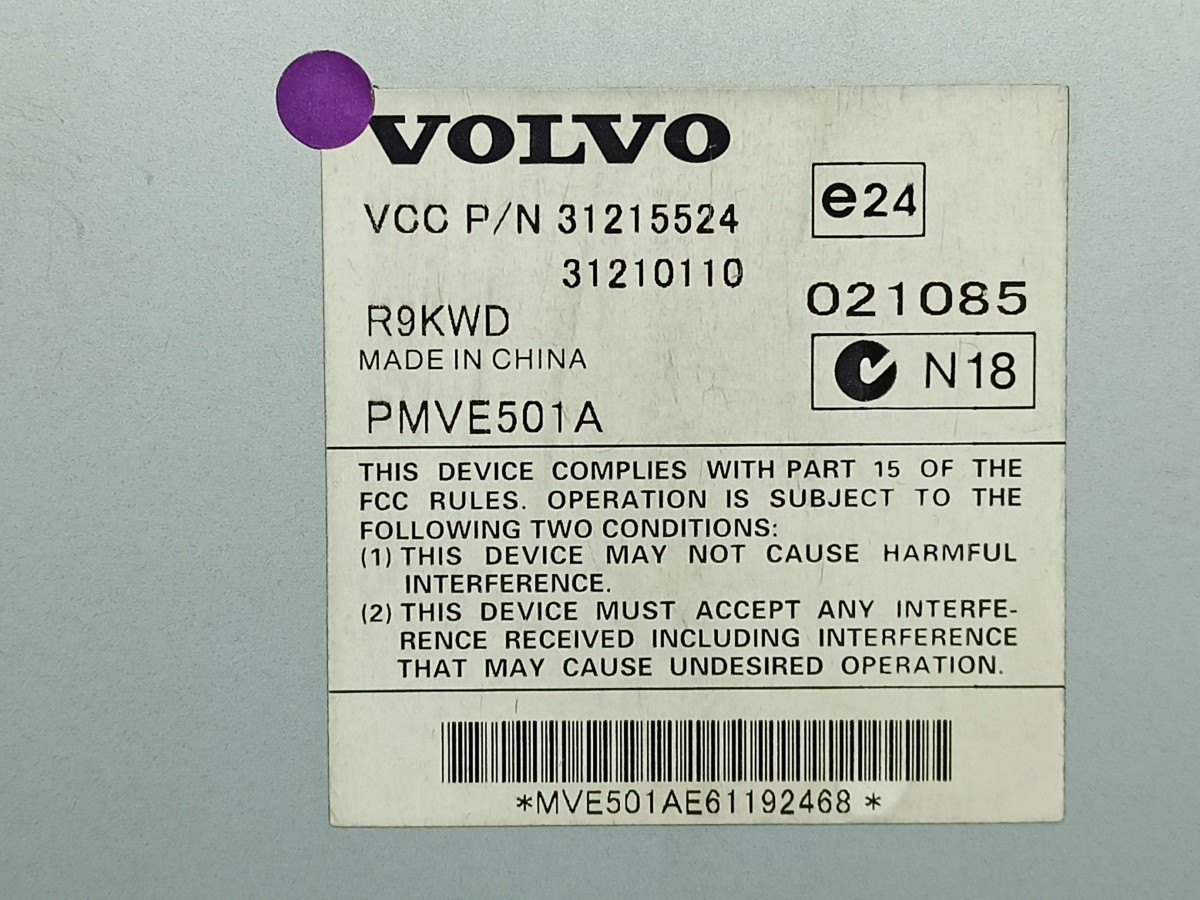 VOLVO
VCC P/N 31215524
31210110
e24
R9KWD
021085
MADE IN CHINA
N18
PMVE501A
THIS DEVICE COMPLIES WITH PART 15 OF THE
FCC RULES. OPERATION IS SUBJECT TO THE
FOLLOWING TWO CONDITIONS:
(1) THIS DEVICE MAY NOT CAUSE HARMFUL
INTERFERENCE.
(2) THIS DEVICE MUST ACCEPT ANY INTERFE-
RENCE RECEIVED INCLUDING INTERFERENCE
THAT MAY CAUSE UNDESIRED OPERATION.
*MVE501AE61192468 *